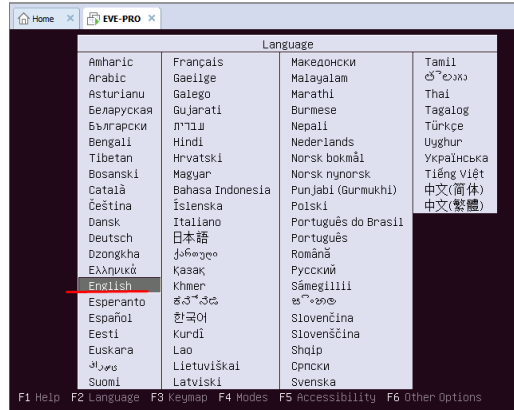 Home × EVE-PRO ×
Language
Amharic
Arabic
Asturianu
Беларуская
Български
Bengali
Tibetan
Bosanski
Català
Čeština
Dansk
Deutsch
Dzongkha
Ελληνικά
English
Esperanto
Español
Eesti
Euskara
Suomi
Français
Gaeilge
Galego
Gujarati
עברית
Hindi
Hrvatski
Magyar
Bahasa Indonesia
Íslenska
Italiano
日本語
ქართული
Қазақ
Khmer
ಕನ್ನಡ
한국어
Kurdî
Lao
Lietuviškai
Latviski
Македонски
Malayalam
Marathi
Burmese
Nepali
Nederlands
Norsk bokmål
Norsk nynorsk
Punjabi (Gurmukhi)
Polski
Português do Brasil
Português
Română
Русский
Sámegillii
Slovenčina
Slovenščina
Shqip
Српски
Svenska
Tamil
Thai
Tagalog
Türkçe
Uyghur
Українська
Tiếng Việt
中文(简体)
中文(繁體)
F1 Help F2 Language F3 Keymap F4 Modes F5 Accessibility F6 Other Options